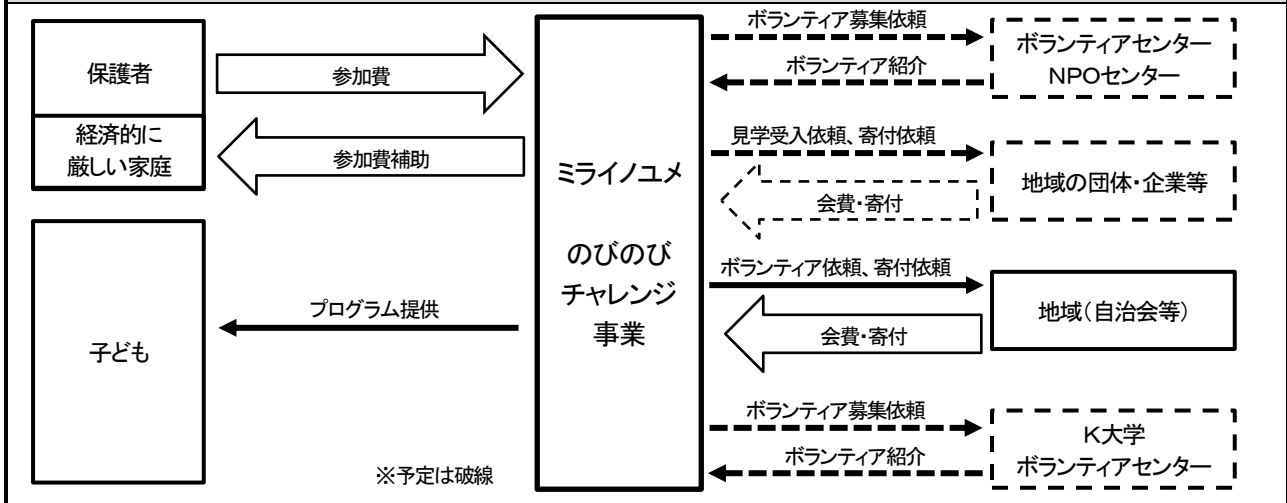 保護者
経済的に
厳しい家庭
子ども
参加費
参加費補助
プログラム提供
※予定は破線
ミライノユメ
のびのび
チャレンジ
事業
ボランティア募集依頼
ボランティア紹介
見学受入依頼、寄付依頼
会費・寄付
ボランティア依頼、寄付依頼
会費・寄付
ボランティア募集依頼
ボランティア紹介
ボランティアセンター
NPOセンター
地域の団体・企業等
地域(自治会等)
K大学
ボランティアセンター